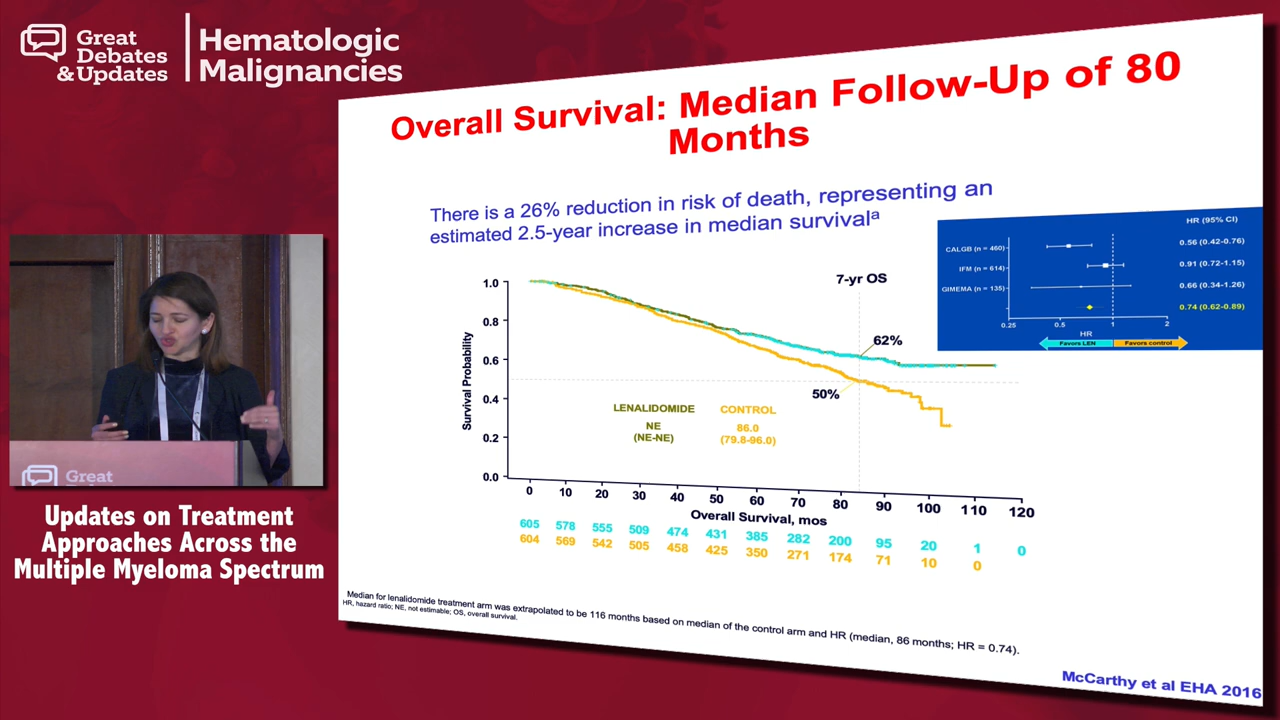 Great
Debates
& Updates
Hematologic
Malignancies
Overall Survival: Median Follow-Up of 80
Months
There is a 26% reduction in risk of death, representing an
estimated 2.5-year increase in median survivalª
HR (95% CI)
CALGB (n = 460)
0.56 (0.42-0.76)
IFM (n = 614)
0.91 (0.72-1.15)
GIMEMA (n = 135)
0.66 (0.34-1.26)
0.74 (0.62-0.89)
0.25
0.5
1
2
HR
Favors LEN
Favors control
7-yr OS
62%
50%
Survival Probability
1.0
0.8
0.6
0.4
0.2
0.0
LENALIDOMIDE
CONTROL
NE
(NE-NE)
86.0
(79.8-96.0)
0 10 20 30 40 50 60 70 80 90 100 110 120
Overall Survival, mos
605 578 555 509 474 431 385 282 200 95 20 1 0
604 569 542 505 458 425 350 271 174 71 10 0
Median for lenalidomide treatment arm was extrapolated to be 116 months based on median of the control arm and HR (median, 86 months; HR = 0.74).
HR, hazard ratio; NE, not estimable; OS, overall survival.
McCarthy et al EHA 2016
Great
Updates on Treatment
Approaches Across the
Multiple Myeloma Spectrum